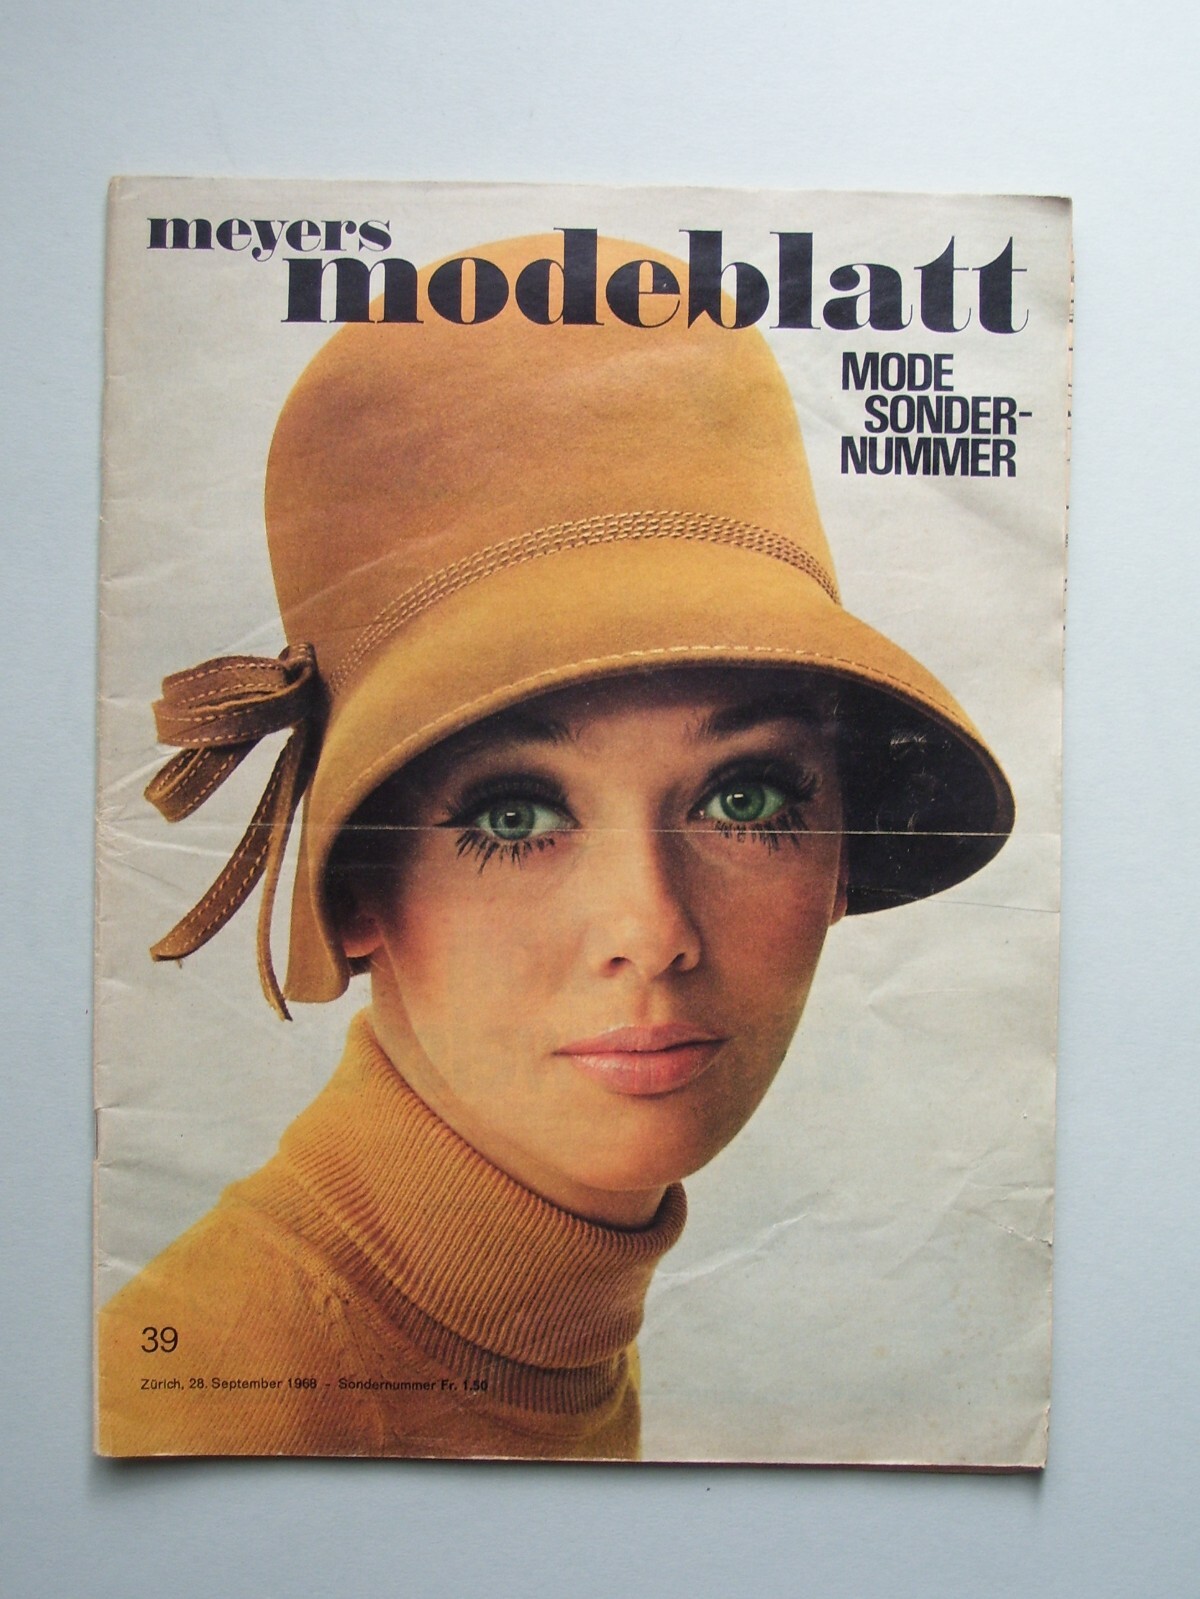 meyers
modeblatt
MODE
SONDER-
NUMMER
39
Zürich, 28. September 1968 - Sondernummer Fr. 1.50